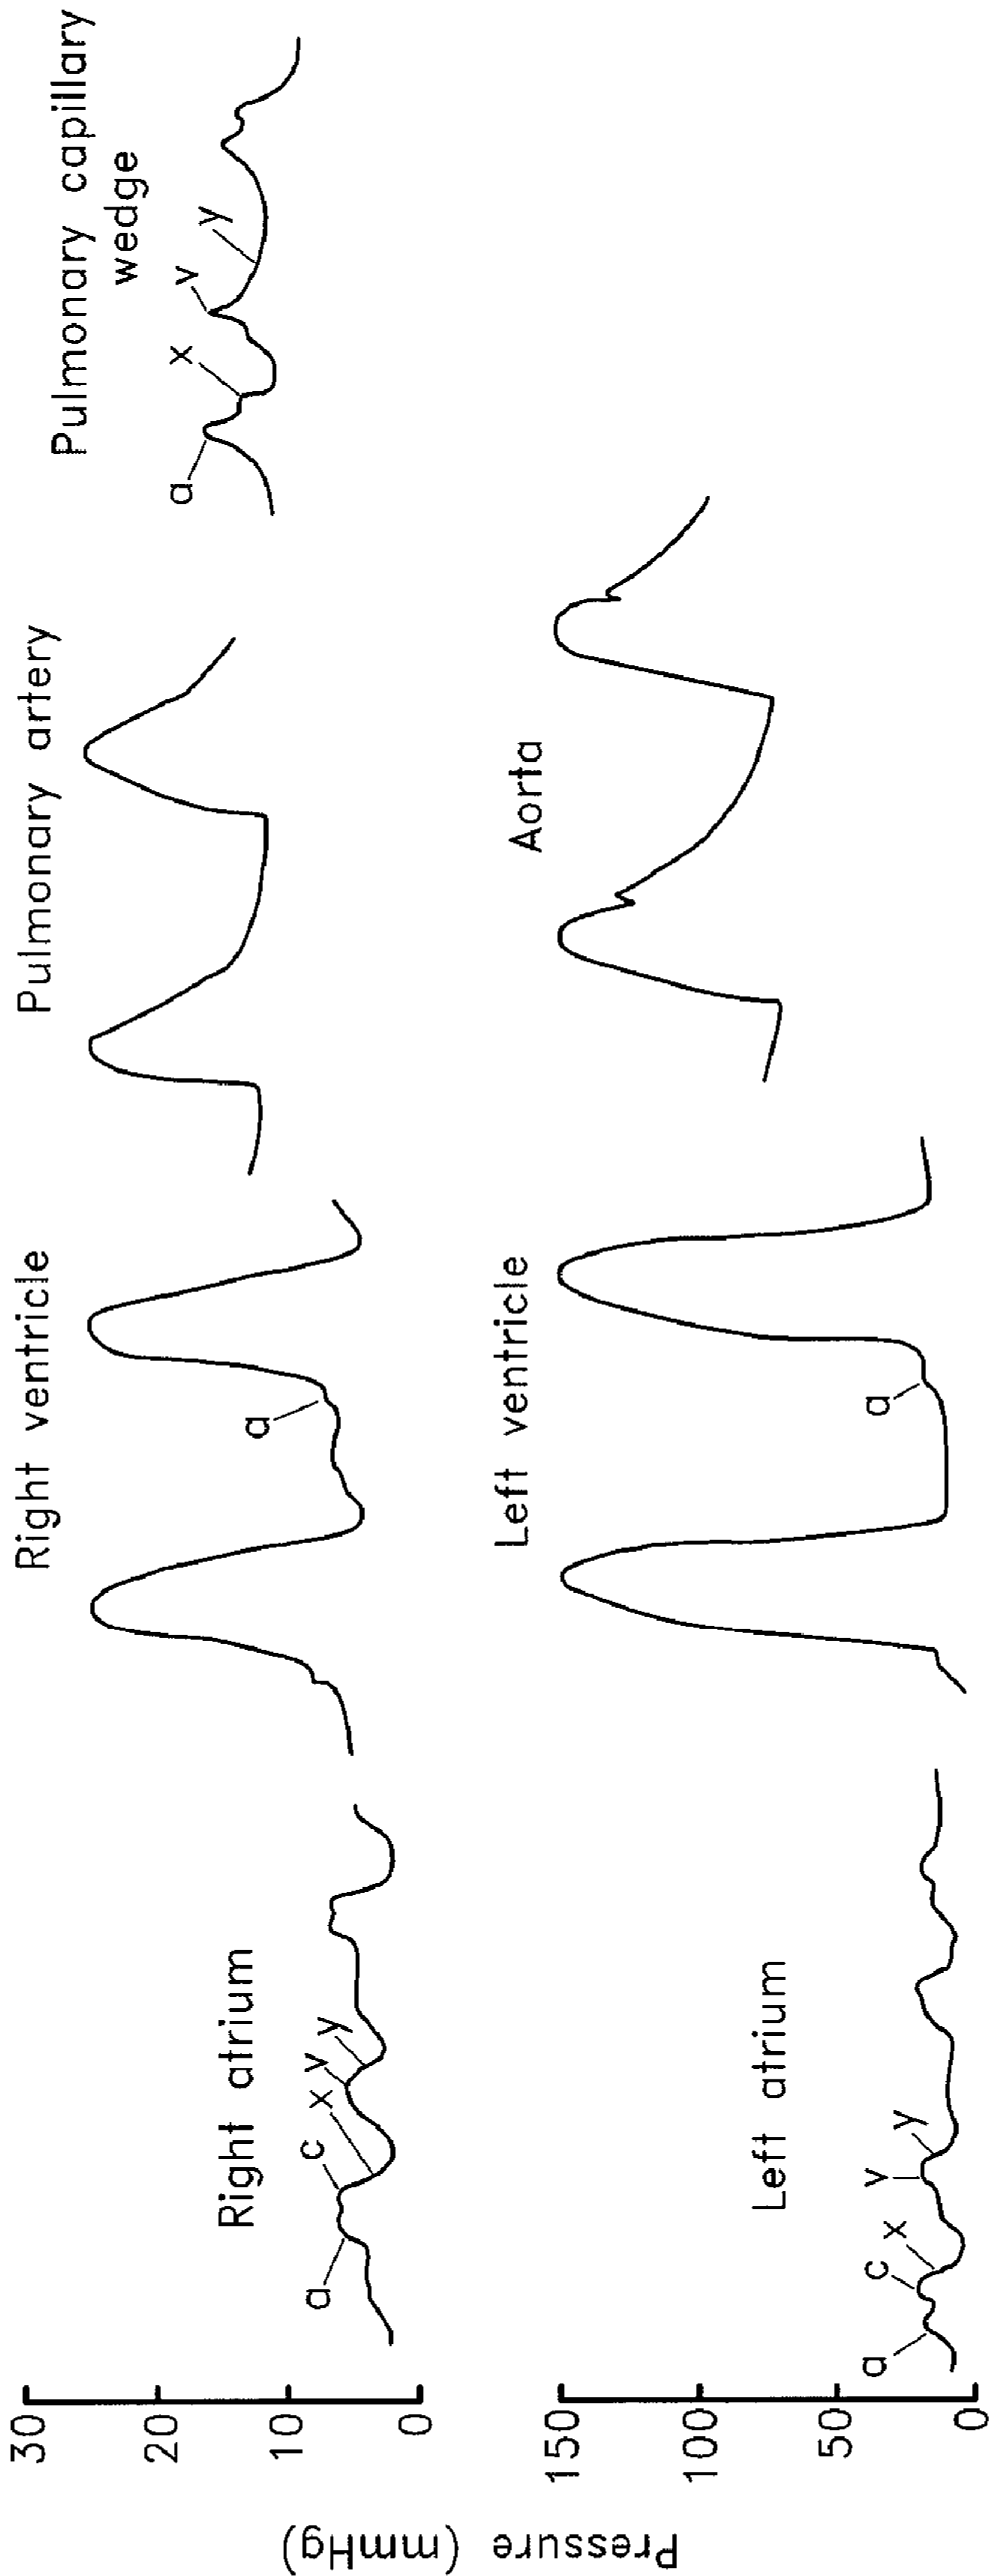 Pressure (mmHg)
30
20
10
0
Right atrium
a
c
x
v
y
Right ventricle
a
Pulmonary artery
Pulmonary capillary
wedge
a
x
v
y
150
100
50
0
Left atrium
a
c
x
v
y
Left ventricle
a
Aorta